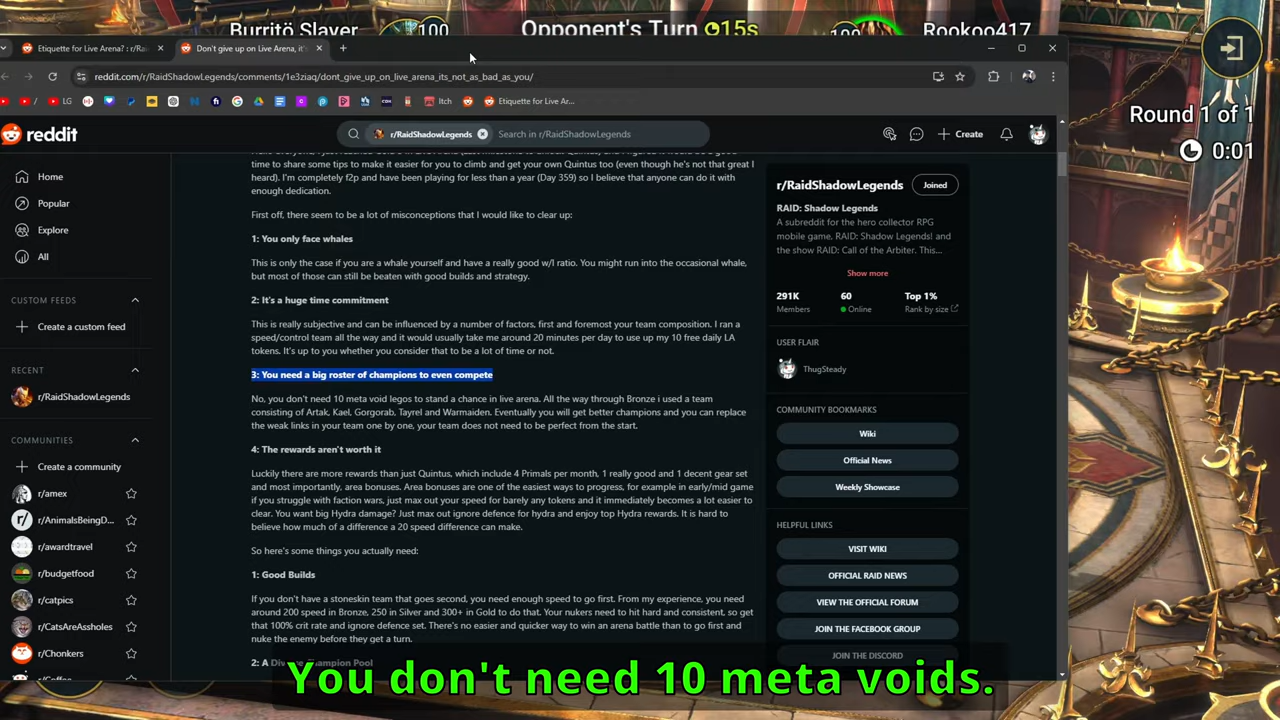 Burritö Slayer
100
Opponent's Turn
15s
100
Rookoo417
Etiquette for Live Arena? : r/Rai
Don't give up on Live Arena, it'
reddit.com/r/RaidShadowLegends/comments/1e3ziaq/dont_give_up_on_live_arena_its_not_as_bad_as_you/
LG
Itch
Etiquette for Live Ar...
Round 1 of 1
0:01
reddit
r/RaidShadowLegends
Search in r/RaidShadowLegends
Create
Home
Popular
Explore
All
CUSTOM FEEDS
Create a custom feed
RECENT
r/RaidShadowLegends
COMMUNITIES
Create a community
r/amex
r/AnimalsBeingD...
r/awardtravel
r/budgetfood
r/catpics
r/CatsAreAssholes
r/Chonkers
r/Coffee
time to share some tips to make it easier for you to climb and get your own Quintus too (even though he's not that great I
heard). I'm completely f2p and have been playing for less than a year (Day 359) so I believe that anyone can do it with
enough dedication.
First off, there seem to be a lot of misconceptions that I would like to clear up:
1: You only face whales
This is only the case if you are a whale yourself and have a really good w/l ratio. You might run into the occasional whale,
but most of those can still be beaten with good builds and strategy.
2: It's a huge time commitment
This is really subjective and can be influenced by a number of factors, first and foremost your team composition. I ran a
speed/control team all the way and it would usually take me around 20 minutes per day to use up my 10 free daily LA
tokens. It's up to you whether you consider that to be a lot of time or not.
3: You need a big roster of champions to even compete
No, you don't need 10 meta void legos to stand a chance in live arena. All the way through Bronze i used a team
consisting of Artak, Kael, Gorgorab, Tayrel and Warmaiden. Eventually you will get better champions and you can replace
the weak links in your team one by one, your team does not need to be perfect from the start.
4: The rewards aren't worth it
Luckily there are more rewards than just Quintus, which include 4 Primals per month, 1 really good and 1 decent gear set
and most importantly, area bonuses. Area bonuses are one of the easiest ways to progress, for example in early/mid game
if you struggle with faction wars, just max out your speed for barely any tokens and it immediately becomes a lot easier to
clear. You want big Hydra damage? Just max out ignore defence for hydra and enjoy top Hydra rewards. It is hard to
believe how much of a difference a 20 speed difference can make.
So here's some things you actually need:
1: Good Builds
If you don't have a stoneskin team that goes second, you need enough speed to go first. From my experience, you need
around 200 speed in Bronze, 250 in Silver and 300+ in Gold to do that. Your nukers need to hit hard and consistent, so get
that 100% crit rate and ignore defence set. There's no easier and quicker way to win an arena battle than to go first and
nuke the enemy before they get a turn.
2: A Champion Pool
r/RaidShadowLegends
Joined
RAID: Shadow Legends
A subreddit for the hero collector RPG
mobile game, RAID: Shadow Legends! and
the show RAID: Call of the Arbiter. This...
Show more
291K
60
Top 1%
Members
Online
Rank by size
USER FLAIR
ThugSteady
COMMUNITY BOOKMARKS
Wiki
Official News
Weekly Showcase
HELPFUL LINKS
VISIT WIKI
OFFICIAL RAID NEWS
VIEW THE OFFICIAL FORUM
JOIN THE FACEBOOK GROUP
JOIN THE DISCORD
You don't need 10 meta voids.